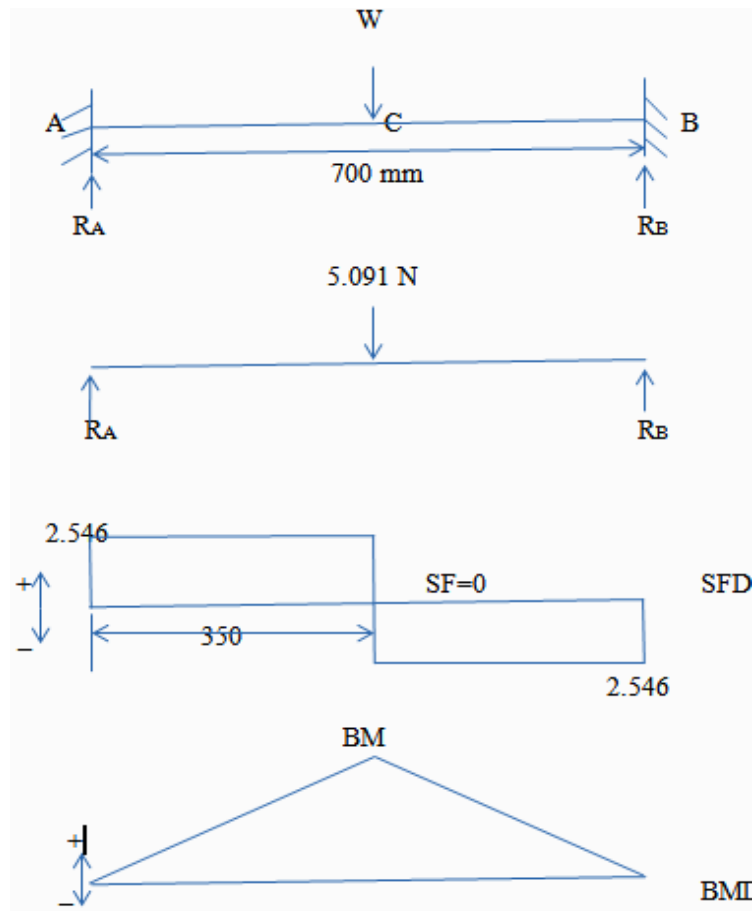 W
A C B
700 mm
RA RB
5.091 N
RA RB
2.546
+ SF=0 SFD
− 350
2.546
BM
+
− BMD